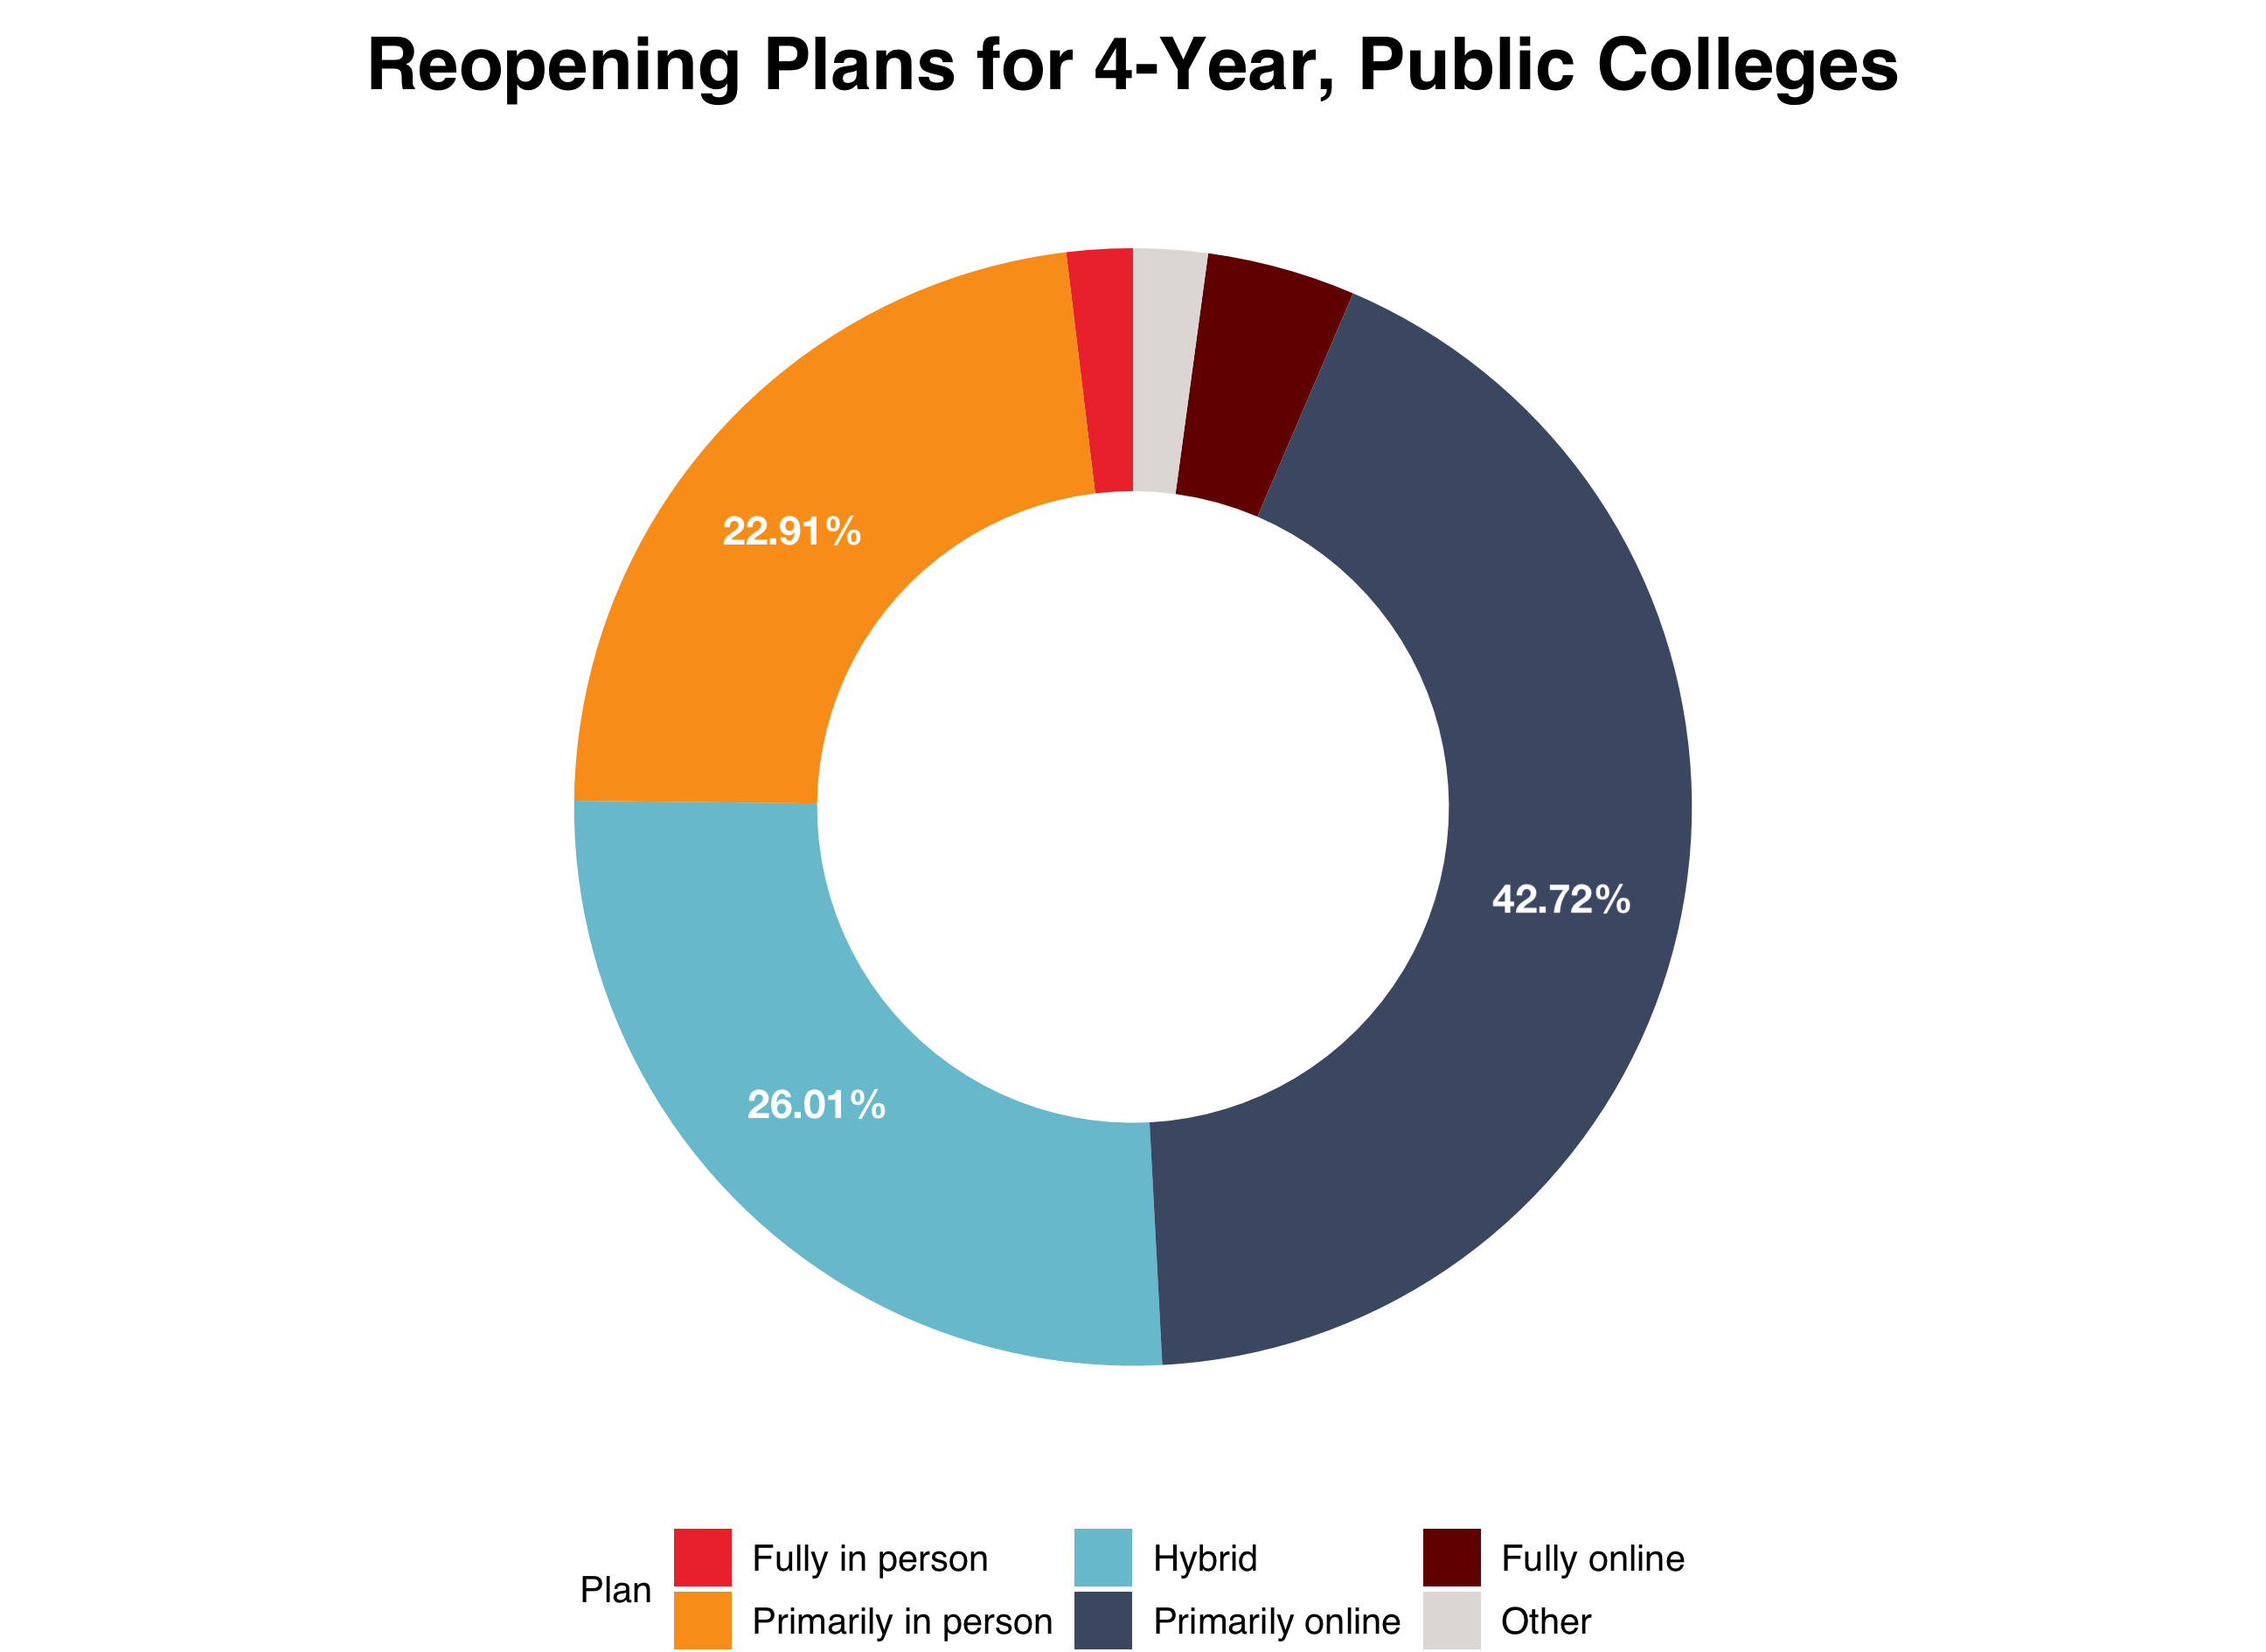 Reopening Plans for 4-Year, Public Colleges
22.91%
42.72%
26.01%
Plan
Fully in person
Hybrid
Fully online
Primarily in person
Primarily online
Other